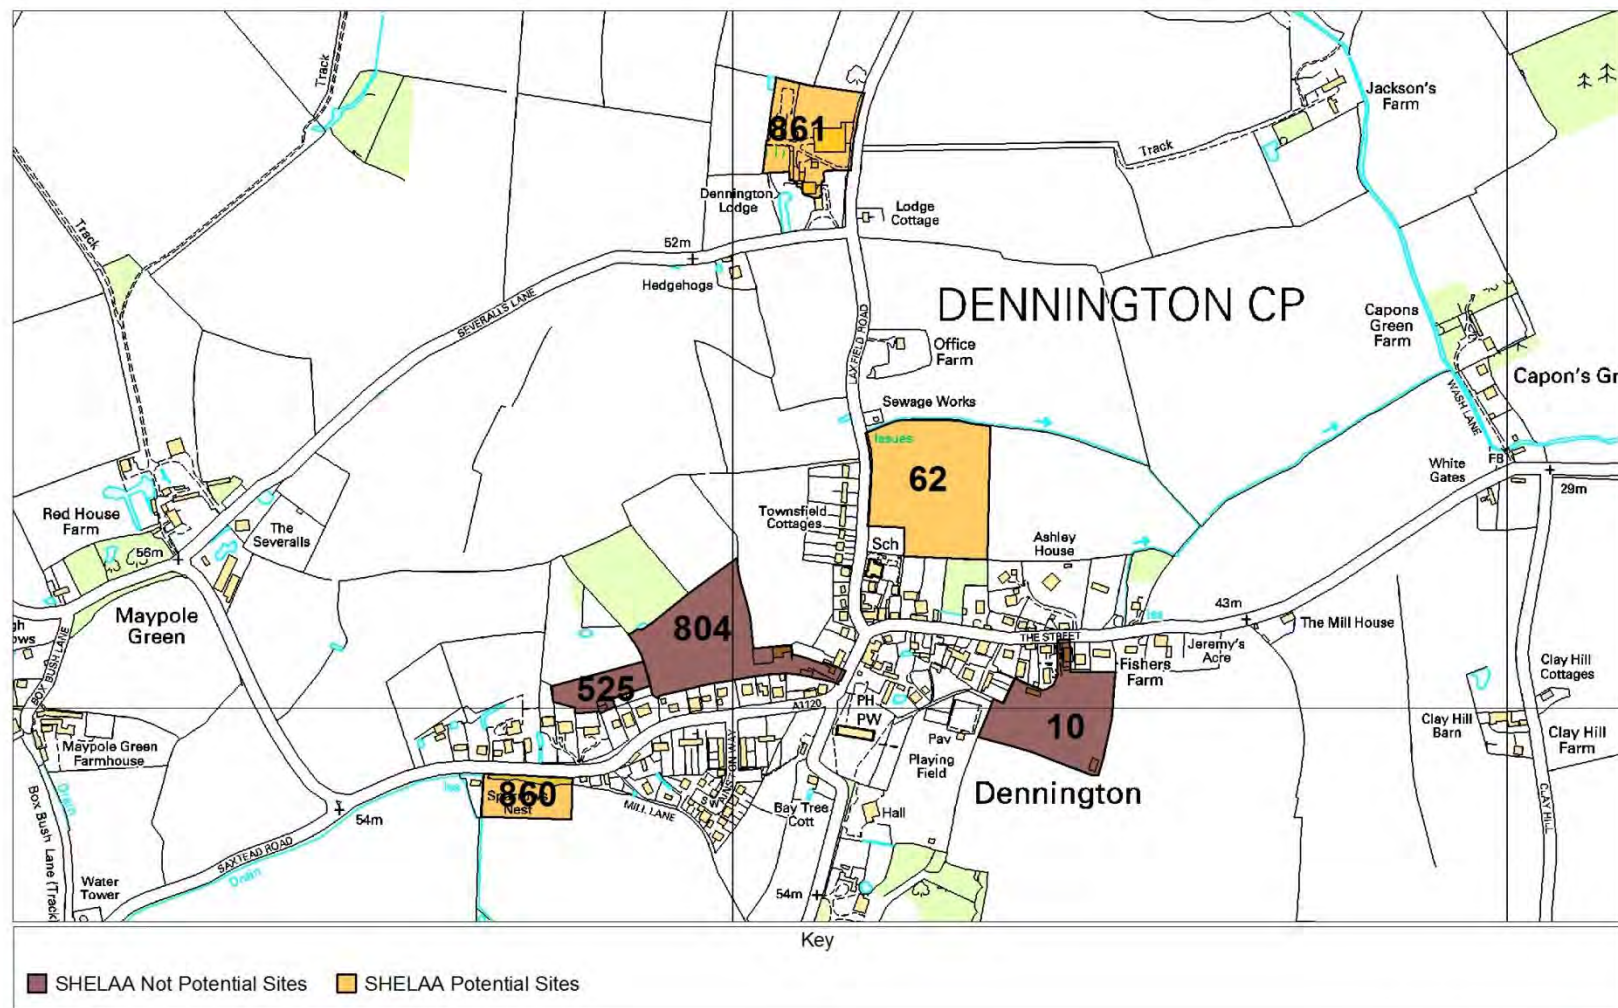 Track
861
Jackson's
Farm
Track
Dennington
Lodge
Lodge
Cottage
Track
52m
Hedgehogs
SEVERALLS LANE
DENNINGTON CP
LAXFIELD ROAD
Office
Farm
Capons
Green
Farm
Capon's Gr
WASH LANE
Sewage Works
Issues
62
FB
White
Gates
29m
Red House
Farm
The
Severalls
56m
Townsfield
Cottages
Sch
Ashley
House
Maypole
Green
gh
ows
BOX BUSH LANE
804
525
43m
Iss
The Mill House
THE STREET
Jeremy's
Acre
Fishers
Farm
Clay Hill
Cottages
A1120
PH
PW
10
Clay Hill
Barn
Clay Hill
Farm
Maypole Green
Farmhouse
Pav
Playing
Field
Drain
Box Bush Lane (Track)
Iss
860
Nest
MILL LANE
Bay Tree
Cott
Hall
Dennington
CLAY HILL
54m
SAXTEAD ROAD
Drain
Water
Tower
54m
Key
SHELAA Not Potential Sites
SHELAA Potential Sites